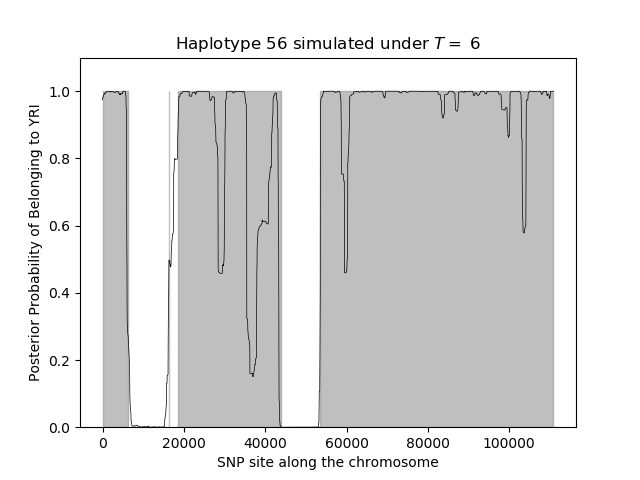 Haplotype 56 simulated under T = 6
Posterior Probability of Belonging to YRI
1.0
0.8
0.6
0.4
0.2
0.0
0 20000 40000 60000 80000 100000
SNP site along the chromosome